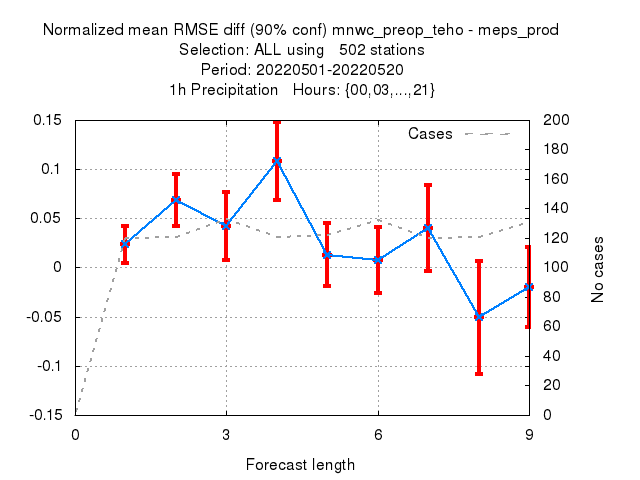 Normalized mean RMSE diff (90% conf) mnwc_preop_teho - meps_prod
Selection: ALL using   502 stations
Period: 20220501-20220520
1h Precipitation   Hours: {00,03,...,21}
Cases
0.15
0.1
0.05
0
-0.05
-0.1
-0.15
200
180
160
140
120
100
80
60
40
20
0
No cases
0 3 6 9
Forecast length